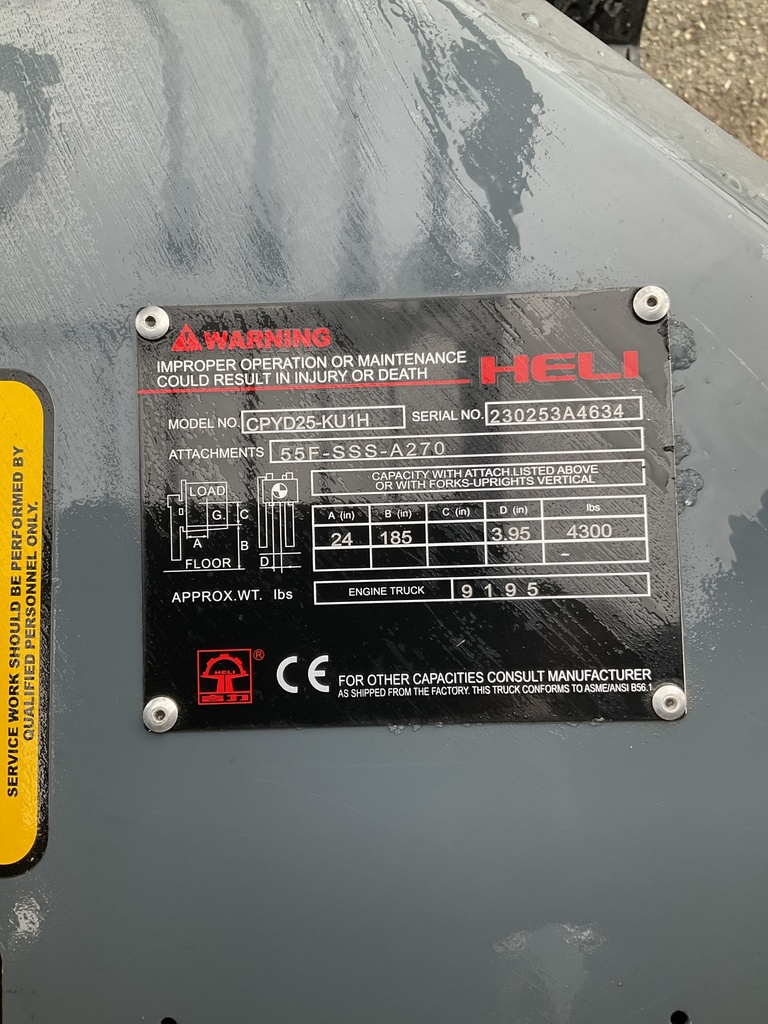 WARNING
IMPROPER OPERATION OR MAINTENANCE
COULD RESULT IN INJURY OR DEATH
HELI
MODEL NO. CPYD25-KU1H SERIAL NO. 230253A4634
ATTACHMENTS 55F-SSS-A270
CAPACITY WITH ATTACH.LISTED ABOVE
OR WITH FORKS-UPRIGHTS VERTICAL
LOAD
G
C
A
B
FLOOR
D
A (in) B (in) C (in) D (in) lbs
24 185 3.95 4300
–
APPROX.WT. lbs ENGINE TRUCK 9195
HELI
合力
®
CE
FOR OTHER CAPACITIES CONSULT MANUFACTURER
AS SHIPPED FROM THE FACTORY. THIS TRUCK CONFORMS TO ASME/ANSI B56.1
SERVICE WORK SHOULD BE PERFORMED BY
QUALIFIED PERSONNEL ONLY.